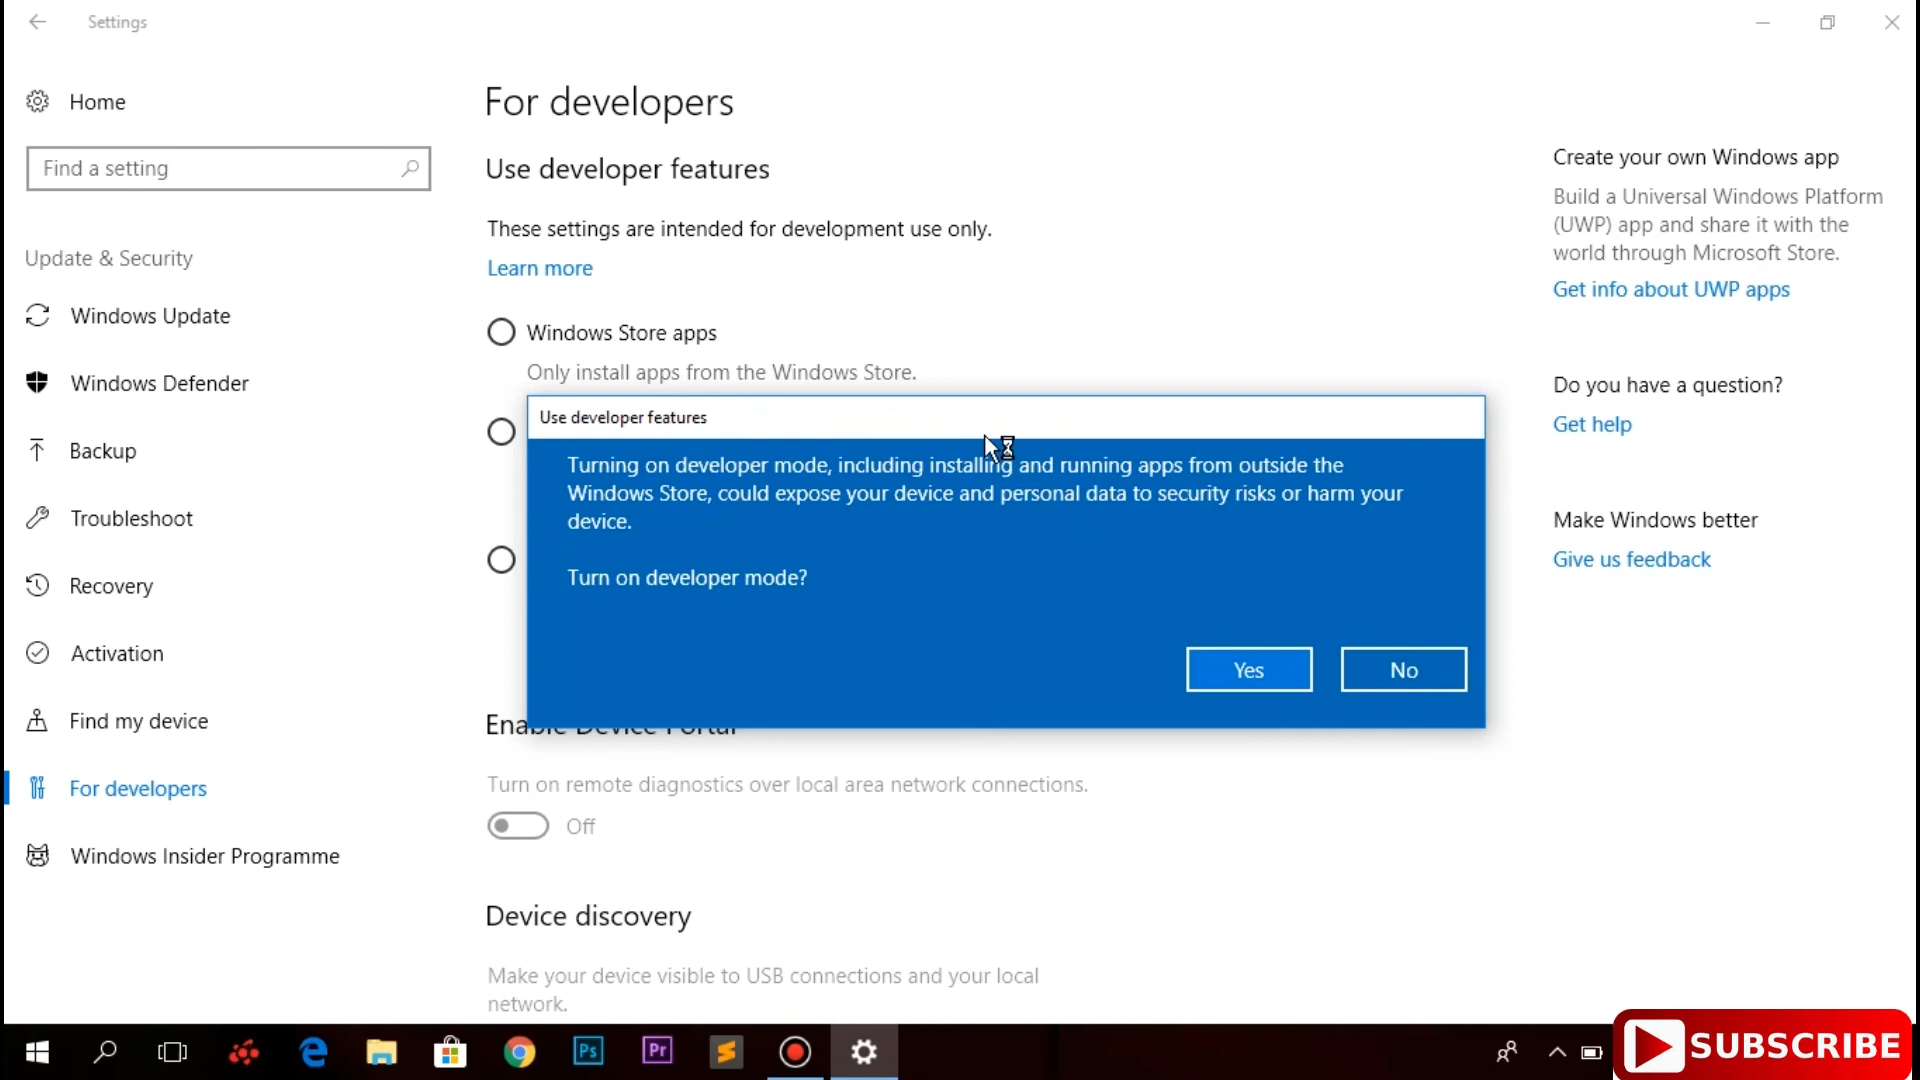 Settings
Home
Find a setting
Update & Security
Windows Update
Windows Defender
Backup
Troubleshoot
Recovery
Activation
Find my device
For developers
Windows Insider Programme
For developers
Use developer features
These settings are intended for development use only.
Learn more
Windows Store apps
Only install apps from the Windows Store.
Use developer features
Turning on developer mode, including installing and running apps from outside the
Windows Store, could expose your device and personal data to security risks or harm your
device.
Turn on developer mode?
Yes
No
Enable Device Portal
Turn on remote diagnostics over local area network connections.
Off
Device discovery
Make your device visible to USB connections and your local
network.
Create your own Windows app
Build a Universal Windows Platform
(UWP) app and share it with the
world through Microsoft Store.
Get info about UWP apps
Do you have a question?
Get help
Make Windows better
Give us feedback
Ps
Pr
SUBSCRIBE